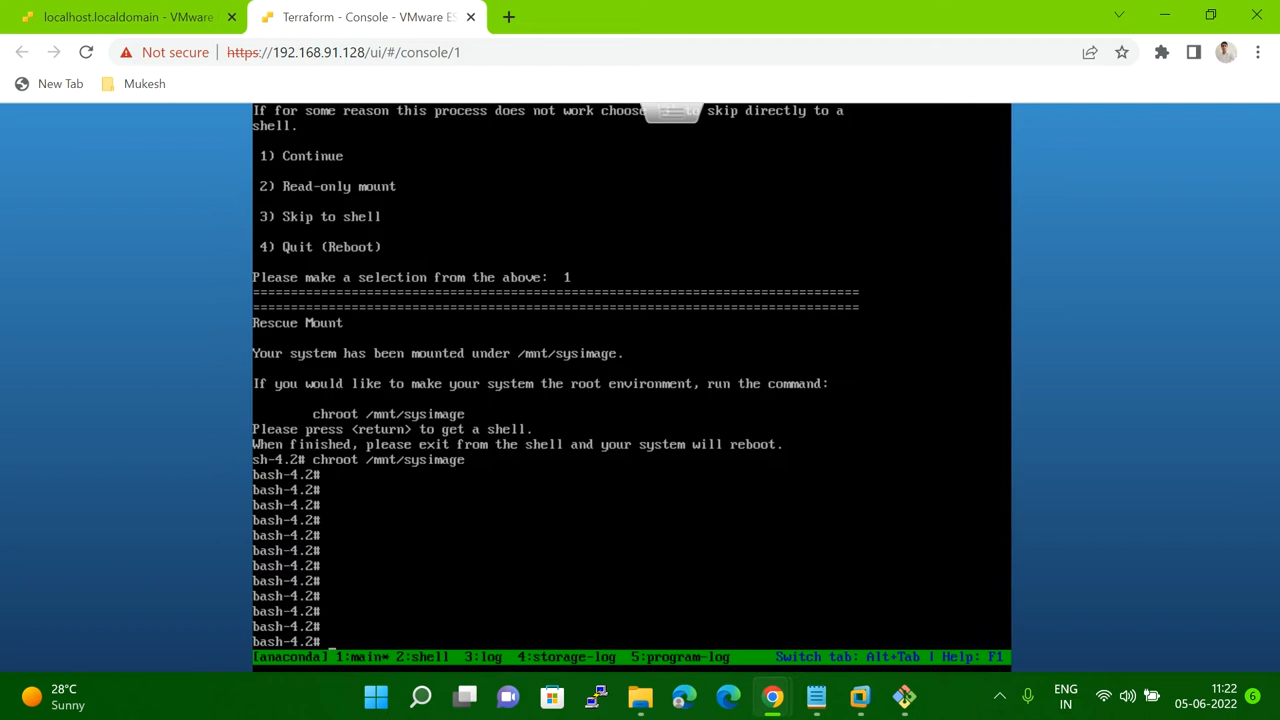 localhost.localdomain - VMware
Terraform - Console - VMware ES
Not secure
https://192.168.91.128/ui/#/console/1
New Tab
Mukesh
If for some reason this process does not work choose to skip directly to a
shell.
1) Continue
2) Read-only mount
3) Skip to shell
4) Quit (Reboot)
Please make a selection from the above:  1
================================================================================
================================================================================
Rescue Mount
Your system has been mounted under /mnt/sysimage.
If you would like to make your system the root environment, run the command:
chroot /mnt/sysimage
Please press <return> to get a shell.
When finished, please exit from the shell and your system will reboot.
sh-4.2# chroot /mnt/sysimage
bash-4.2#
bash-4.2#
bash-4.2#
bash-4.2#
bash-4.2#
bash-4.2#
bash-4.2#
bash-4.2#
bash-4.2#
bash-4.2#
bash-4.2#
bash-4.2#
[anaconda] 1:main* 2:shell  3:log  4:storage-log  5:program-log
Switch tab: Alt+Tab | Help: F1
28°C
Sunny
ENG
IN
11:22
05-06-2022
6